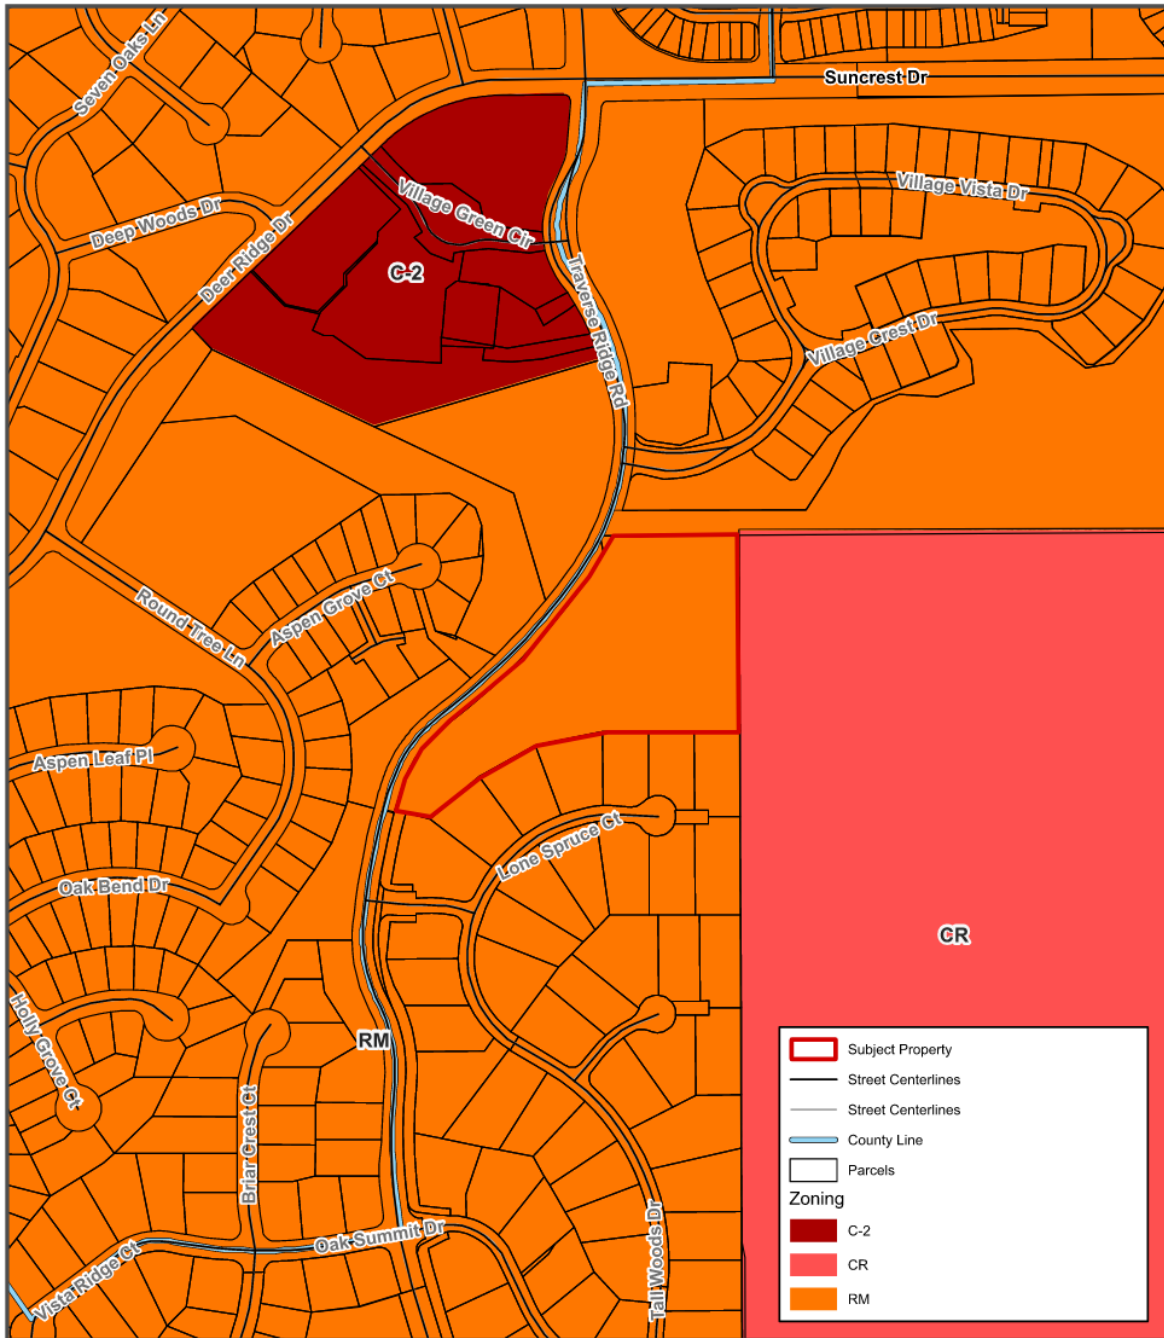 Seven Oaks Ln
Suncrest Dr
Village Vista Dr
Village Green Cir
Deep Woods Dr
Deer Ridge Dr
C-2
Traverse Ridge Rd
Village Crest Dr
Aspen Grove Ct
Round Tree Ln
Aspen Leaf Pl
Lone Spruce Ct
Oak Bend Dr
CR
Holly Grove Ct
RM
Briar Crest Ct
Oak Summit Dr
Vista Ridge Ct
Tall Woods Dr
Subject Property
Street Centerlines
Street Centerlines
County Line
Parcels
Zoning
C-2
CR
RM